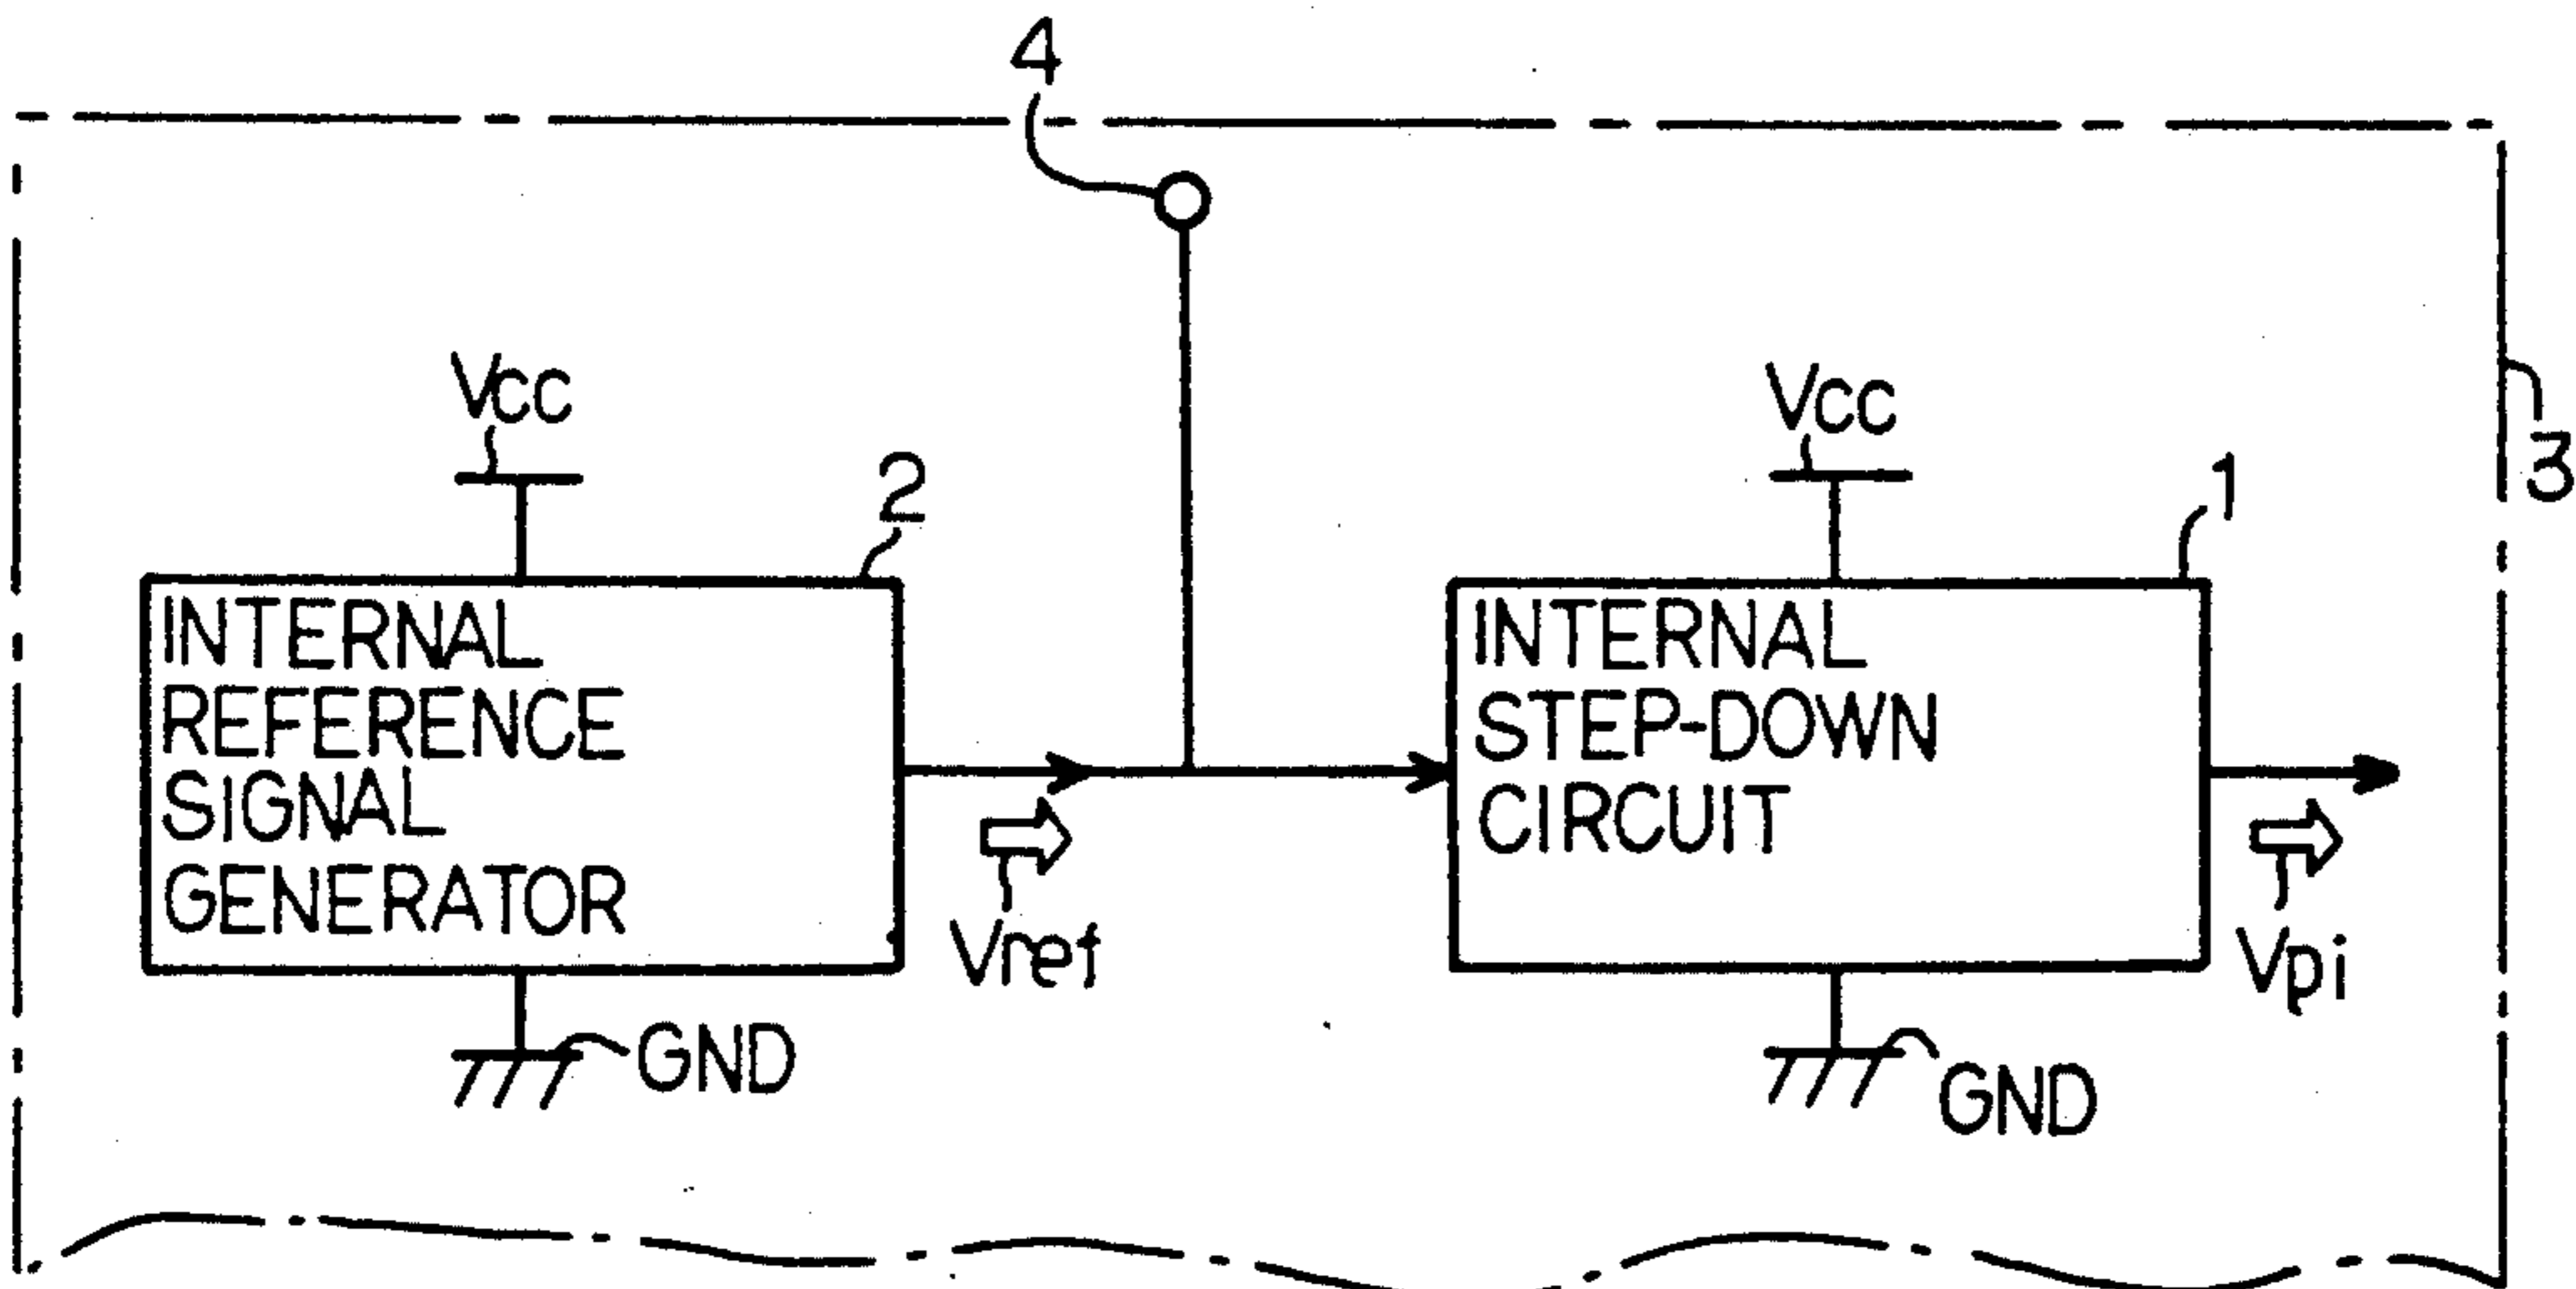 4
Vcc
Vcc
3
2
1
INTERNAL
REFERENCE
SIGNAL
GENERATOR
INTERNAL
STEP-DOWN
CIRCUIT
Vref
Vpi
GND
GND